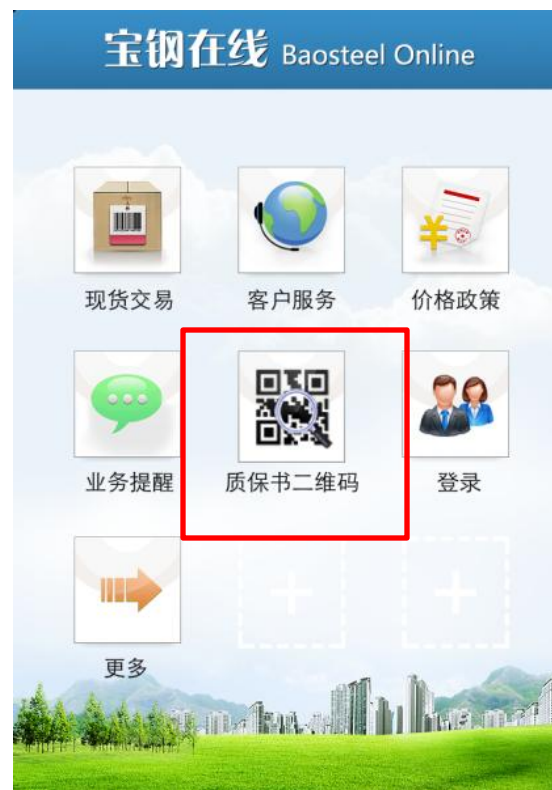 宝钢在线 Baosteel Online
现货交易 客户服务 价格政策
业务提醒 质保书二维码 登录
更多